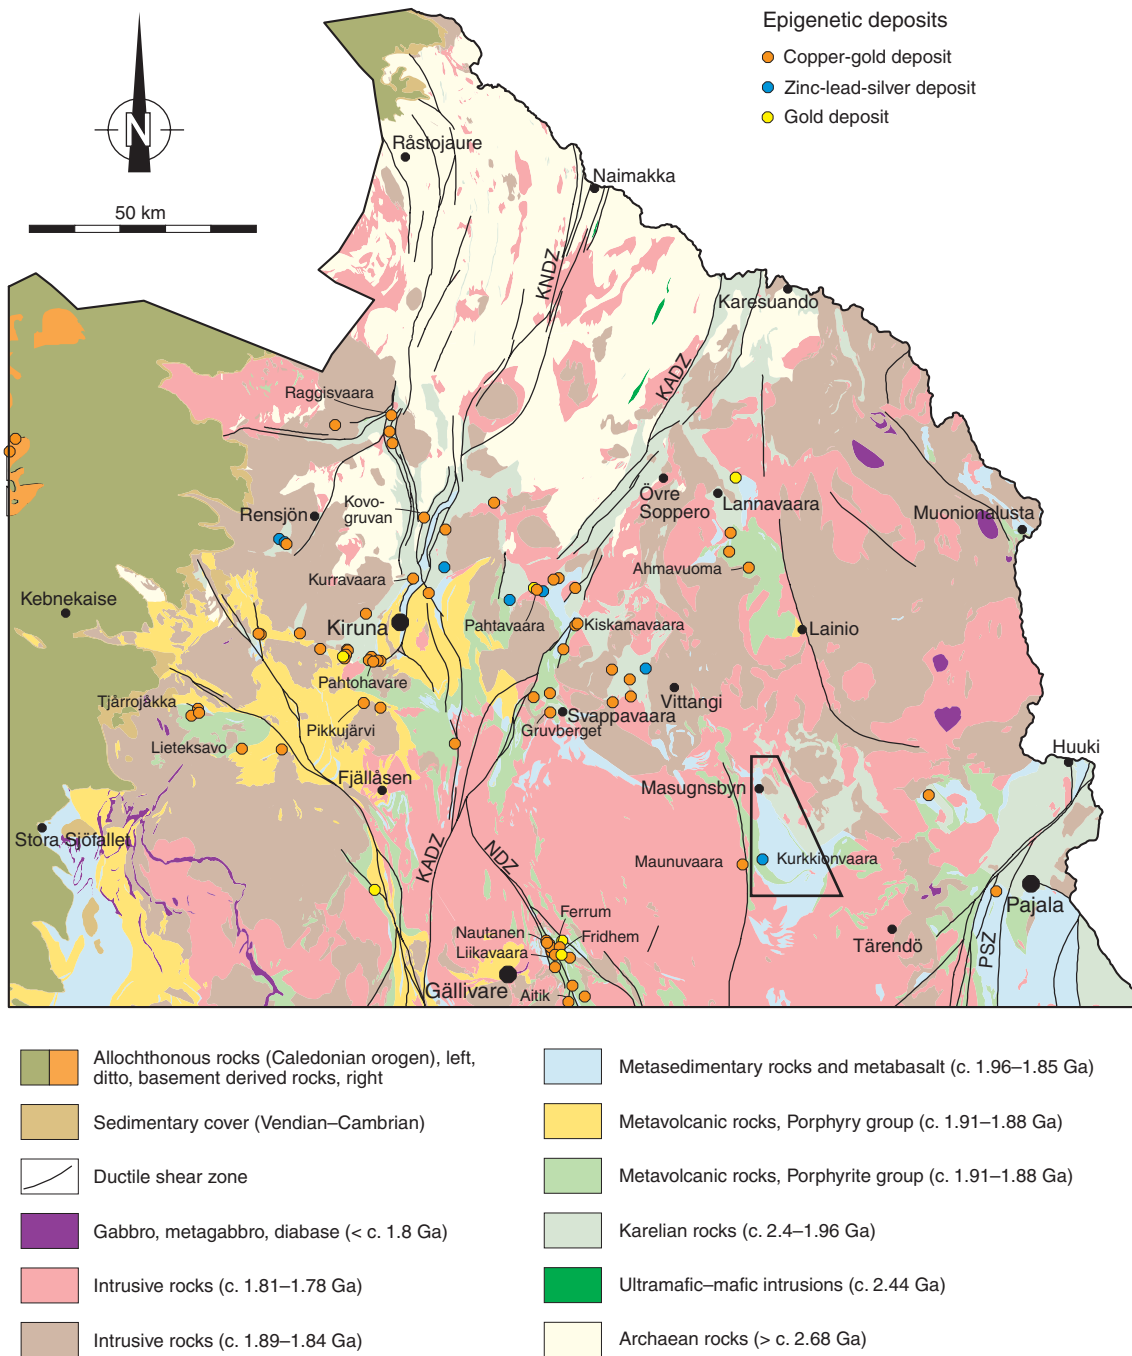 Epigenetic deposits
Copper-gold deposit
Zinc-lead-silver deposit
Gold deposit
N
50 km
Råstojaure
Naimakka
KNDZ
Karesuando
KADZ
Raggisvaara
Kovo-
gruvan
Rensjön
Övre
Soppero
Lannavaara
Muonionalusta
Ahmavuoma
Kurravaara
Kebnekaise
Kiruna
Pahtavaara
Kiskamavaara
Lainio
Pahtohavare
Vittangi
Tjårrojåkka
Pikkujärvi
Svappavaara
Gruvberget
Lieteksavo
Huuki
Fjällåsen
Masugnsbyn
Stora Sjöfallet
KADZ
NDZ
Maunuvaara
Kurkkionvaara
Pajala
Ferrum
Nautanen
Fridhem
Liikavaara
Tärendö
PSZ
Gällivare
Aitik
Allochthonous rocks (Caledonian orogen), left,
ditto, basement derived rocks, right
Sedimentary cover (Vendian–Cambrian)
Ductile shear zone
Gabbro, metagabbro, diabase (< c. 1.8 Ga)
Intrusive rocks (c. 1.81–1.78 Ga)
Intrusive rocks (c. 1.89–1.84 Ga)
Metasedimentary rocks and metabasalt (c. 1.96–1.85 Ga)
Metavolcanic rocks, Porphyry group (c. 1.91–1.88 Ga)
Metavolcanic rocks, Porphyrite group (c. 1.91–1.88 Ga)
Karelian rocks (c. 2.4–1.96 Ga)
Ultramafic–mafic intrusions (c. 2.44 Ga)
Archaean rocks (> c. 2.68 Ga)